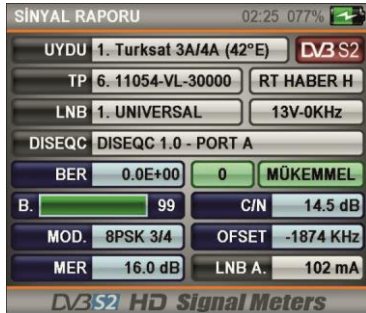 SİNYAL RAPORU 02:25 077%
UYDU 1. Turksat 3A/4A (42°E) DVB S2
TP 6. 11054-VL-30000 RT HABER H
LNB 1. UNIVERSAL 13V-0KHz
DISEQC DISEQC 1.0 - PORT A
BER 0.0E+00 0 MÜKEMMEL
B. 99 C/N 14.5 dB
MOD. 8PSK 3/4 OFSET -1874 KHz
MER 16.0 dB LNB A. 102 mA
DVB S2 HD Signal Meters